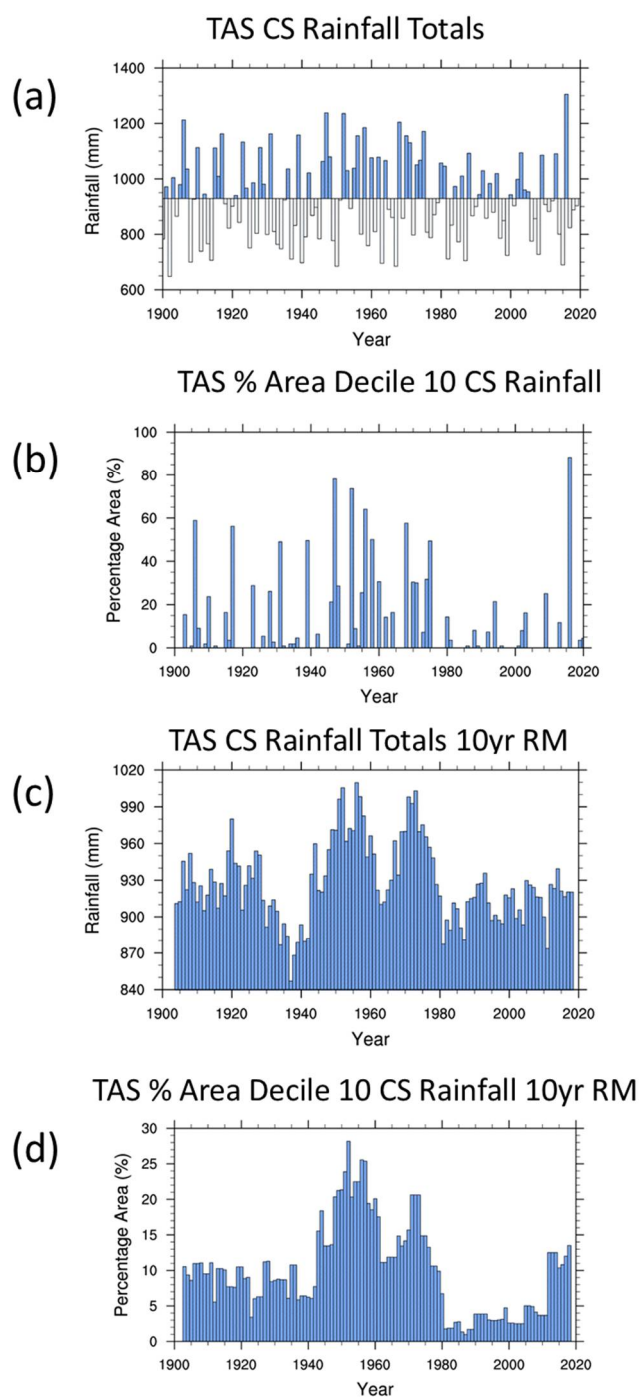 TAS CS Rainfall Totals
(a)
1400
1200
1000
800
600
Rainfall (mm)
1900 1920 1940 1960 1980 2000 2020
Year
TAS % Area Decile 10 CS Rainfall
(b)
100
80
60
40
20
0
Percentage Area (%)
1900 1920 1940 1960 1980 2000 2020
Year
TAS CS Rainfall Totals 10yr RM
(c)
1020
990
960
930
900
870
840
Rainfall (mm)
1900 1920 1940 1960 1980 2000 2020
Year
TAS % Area Decile 10 CS Rainfall 10yr RM
(d)
30
25
20
15
10
5
0
Percentage Area (%)
1900 1920 1940 1960 1980 2000 2020
Year